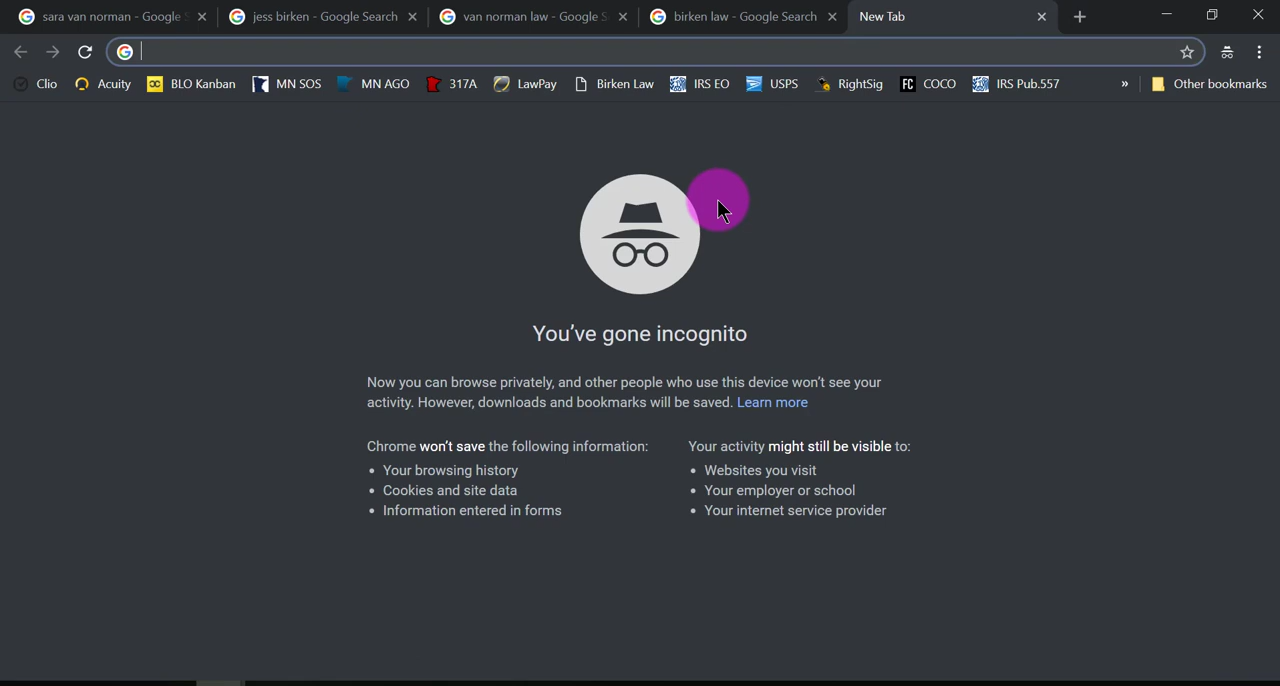 sara van norman - Google S
jess birken - Google Search
van norman law - Google S
birken law - Google Search
New Tab
Clio
Acuity
BLO Kanban
MN SOS
MN AGO
317A
LawPay
Birken Law
IRS EO
USPS
RightSig
FC COCO
IRS Pub.557
»
Other bookmarks
You've gone incognito
Now you can browse privately, and other people who use this device won't see your
activity. However, downloads and bookmarks will be saved. Learn more
Chrome won't save the following information:
• Your browsing history
• Cookies and site data
• Information entered in forms
Your activity might still be visible to:
• Websites you visit
• Your employer or school
• Your internet service provider